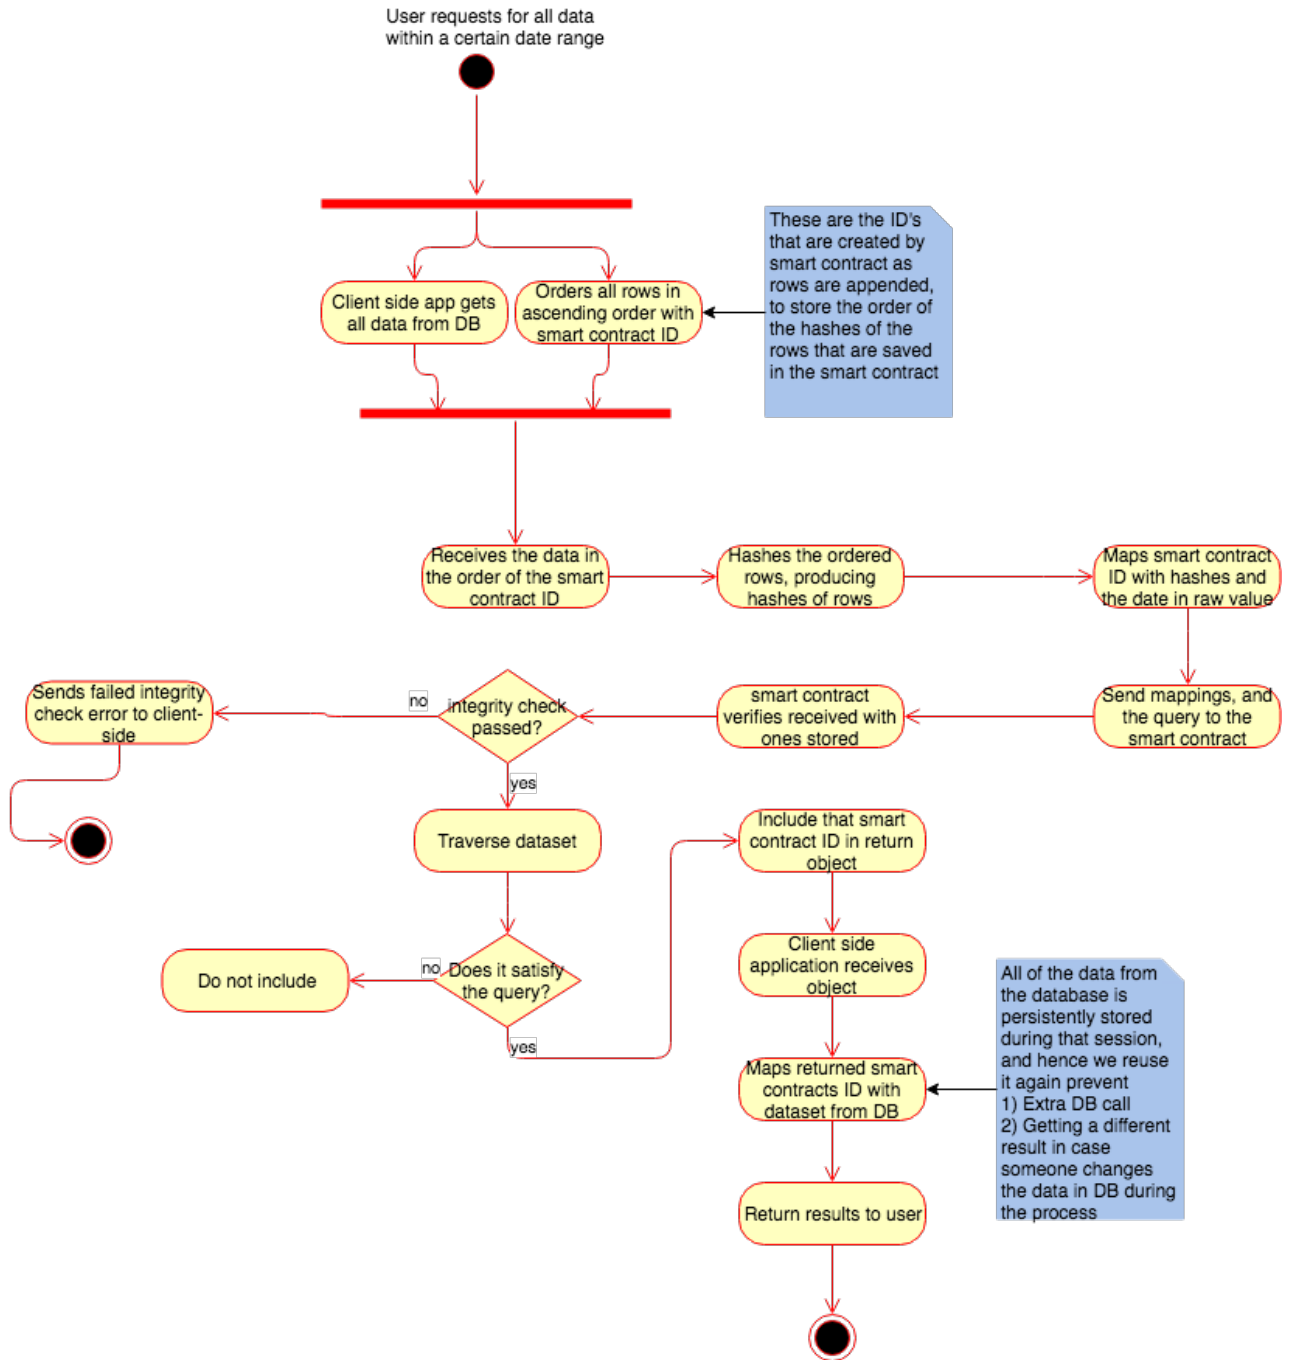 User requests for all data
within a certain date range
Client side app gets
all data from DB
Orders all rows in
ascending order with
smart contract ID
These are the ID's
that are created by
smart contract as
rows are appended,
to store the order of
the hashes of the
rows that are saved
in the smart contract
Receives the data in
the order of the smart
contract ID
Hashes the ordered
rows, producing
hashes of rows
Maps smart contract
ID with hashes and
the date in raw value
Send mappings, and
the query to the
smart contract
smart contract
verifies received with
ones stored
integrity check
passed?
no
Sends failed integrity
check error to client-
side
yes
Traverse dataset
Does it satisfy
the query?
no
Do not include
yes
Include that smart
contract ID in return
object
Client side
application receives
object
Maps returned smart
contracts ID with
dataset from DB
All of the data from
the database is
persistently stored
during that session,
and hence we reuse
it again prevent
1) Extra DB call
2) Getting a different
result in case
someone changes
the data in DB during
the process
Return results to user